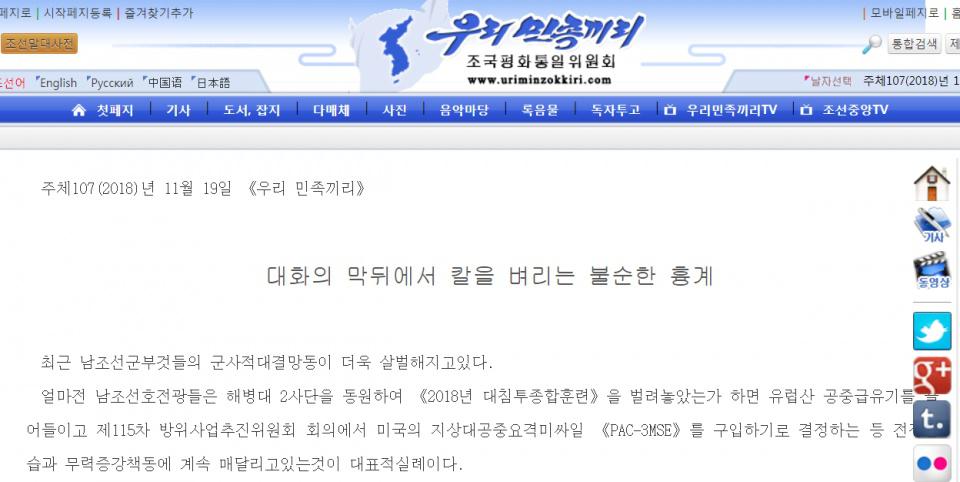 페지로 | 시작페지등록 | 즐겨찾기추가
| 모바일페지로 | 홈
조선말대사전
우리 민족끼리
조국평화통일위원회
www.uriminzokkiri.com
통합검색 제
조선어 English Русский 中国语 日本語
날자선택 주체107(2018)년 1
첫페지 기사 도서, 잡지 다매체 사진 음악마당 록음물 독자투고 우리민족끼리TV 조선중앙TV
주체107(2018)년 11월 19일 《우리 민족끼리》
대화의 막뒤에서 칼을 벼리는 불순한 흉계
최근 남조선군부것들의 군사적대결망동이 더욱 살벌해지고있다.
얼마전 남조선호전광들은 해병대 2사단을 동원하여 《2018년 대침투종합훈련》을 벌려놓았는가 하면 유럽산 공중급유기를
어들이고 제115차 방위사업추진위원회 회의에서 미국의 지상대공중요격미싸일 《PAC-3MSE》를 구입하기로 결정하는 등 전
습과 무력증강책동에 계속 매달리고있는것이 대표적실례이다.
기사
동영상
g+
t.